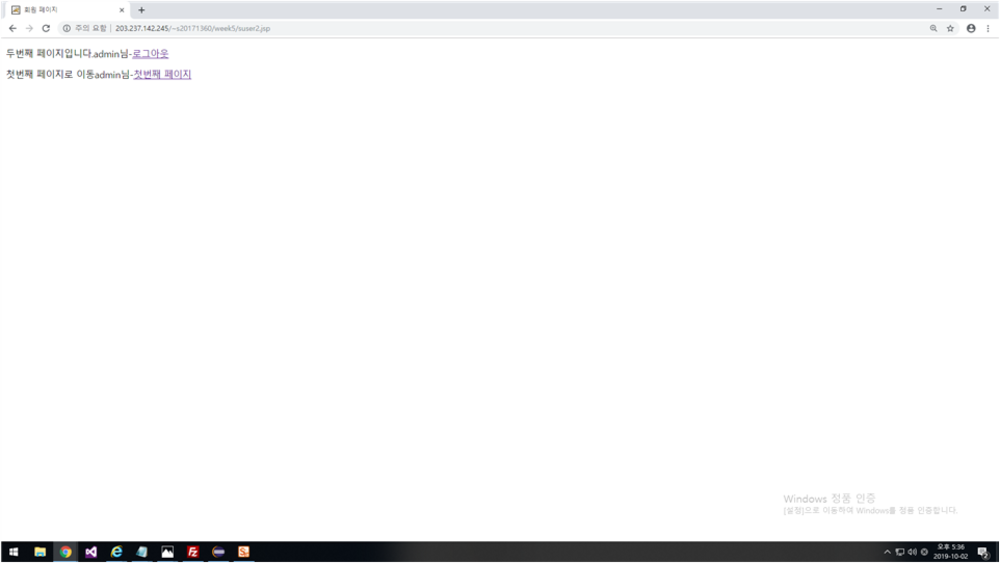 회원 페이지
주의 요함 | 203.237.142.245/~s20171360/week5/suser2.jsp
두번째 페이지입니다.admin님-로그아웃
첫번째 페이지로 이동admin님-첫번째 페이지
Windows 정품 인증
[설정]으로 이동하여 Windows를 정품 인증합니다.
오후 5:36
2019-10-02
2